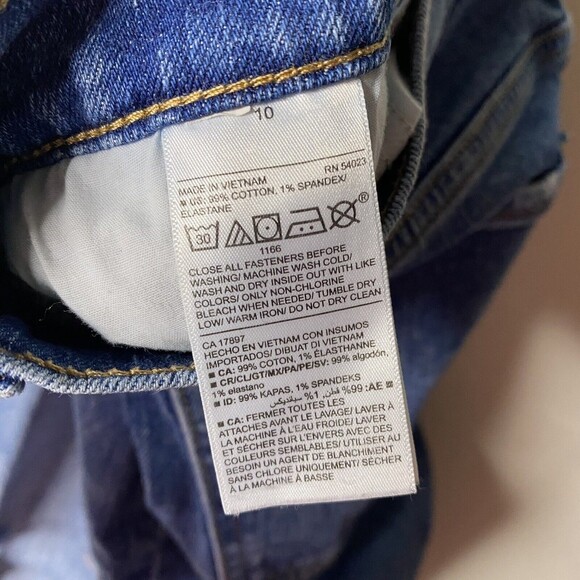 10
RN 54023
MADE IN VIETNAM
■ US: 99% COTTON, 1% SPANDEX/
ELASTANE
30
®
1166
CLOSE ALL FASTENERS BEFORE
WASHING/ MACHINE WASH COLD/
WASH AND DRY INSIDE OUT WITH LIKE
COLORS/ ONLY NON-CHLORINE
BLEACH WHEN NEEDED/ TUMBLE DRY
LOW/ WARM IRON/ DO NOT DRY CLEAN
CA 17897
HECHO EN VIETNAM CON INSUMOS
IMPORTADOS/ DIBUAT DI VIETNAM
■ CA: 99% COTON, 1% ÉLASTHANNE
■ CR/CL/GT/MX/PA/PE/SV: 99% algodón,
1% elastano
■ ID: 99% KAPAS, 1% SPANDEKS
■ AE: 99% قطن, 1% سباندیکس
■ CA: FERMER TOUTES LES
ATTACHES AVANT LE LAVAGE/ LAVER À
LA MACHINE À L'EAU FROIDE/ LAVER
ET SÉCHER SUR L'ENVERS AVEC DES
COULEURS SEMBLABLES/ UTILISER AU
BESOIN UN AGENT DE BLANCHIMENT
SANS CHLORE UNIQUEMENT/ SÉCHER
À LA MACHINE À BASSE